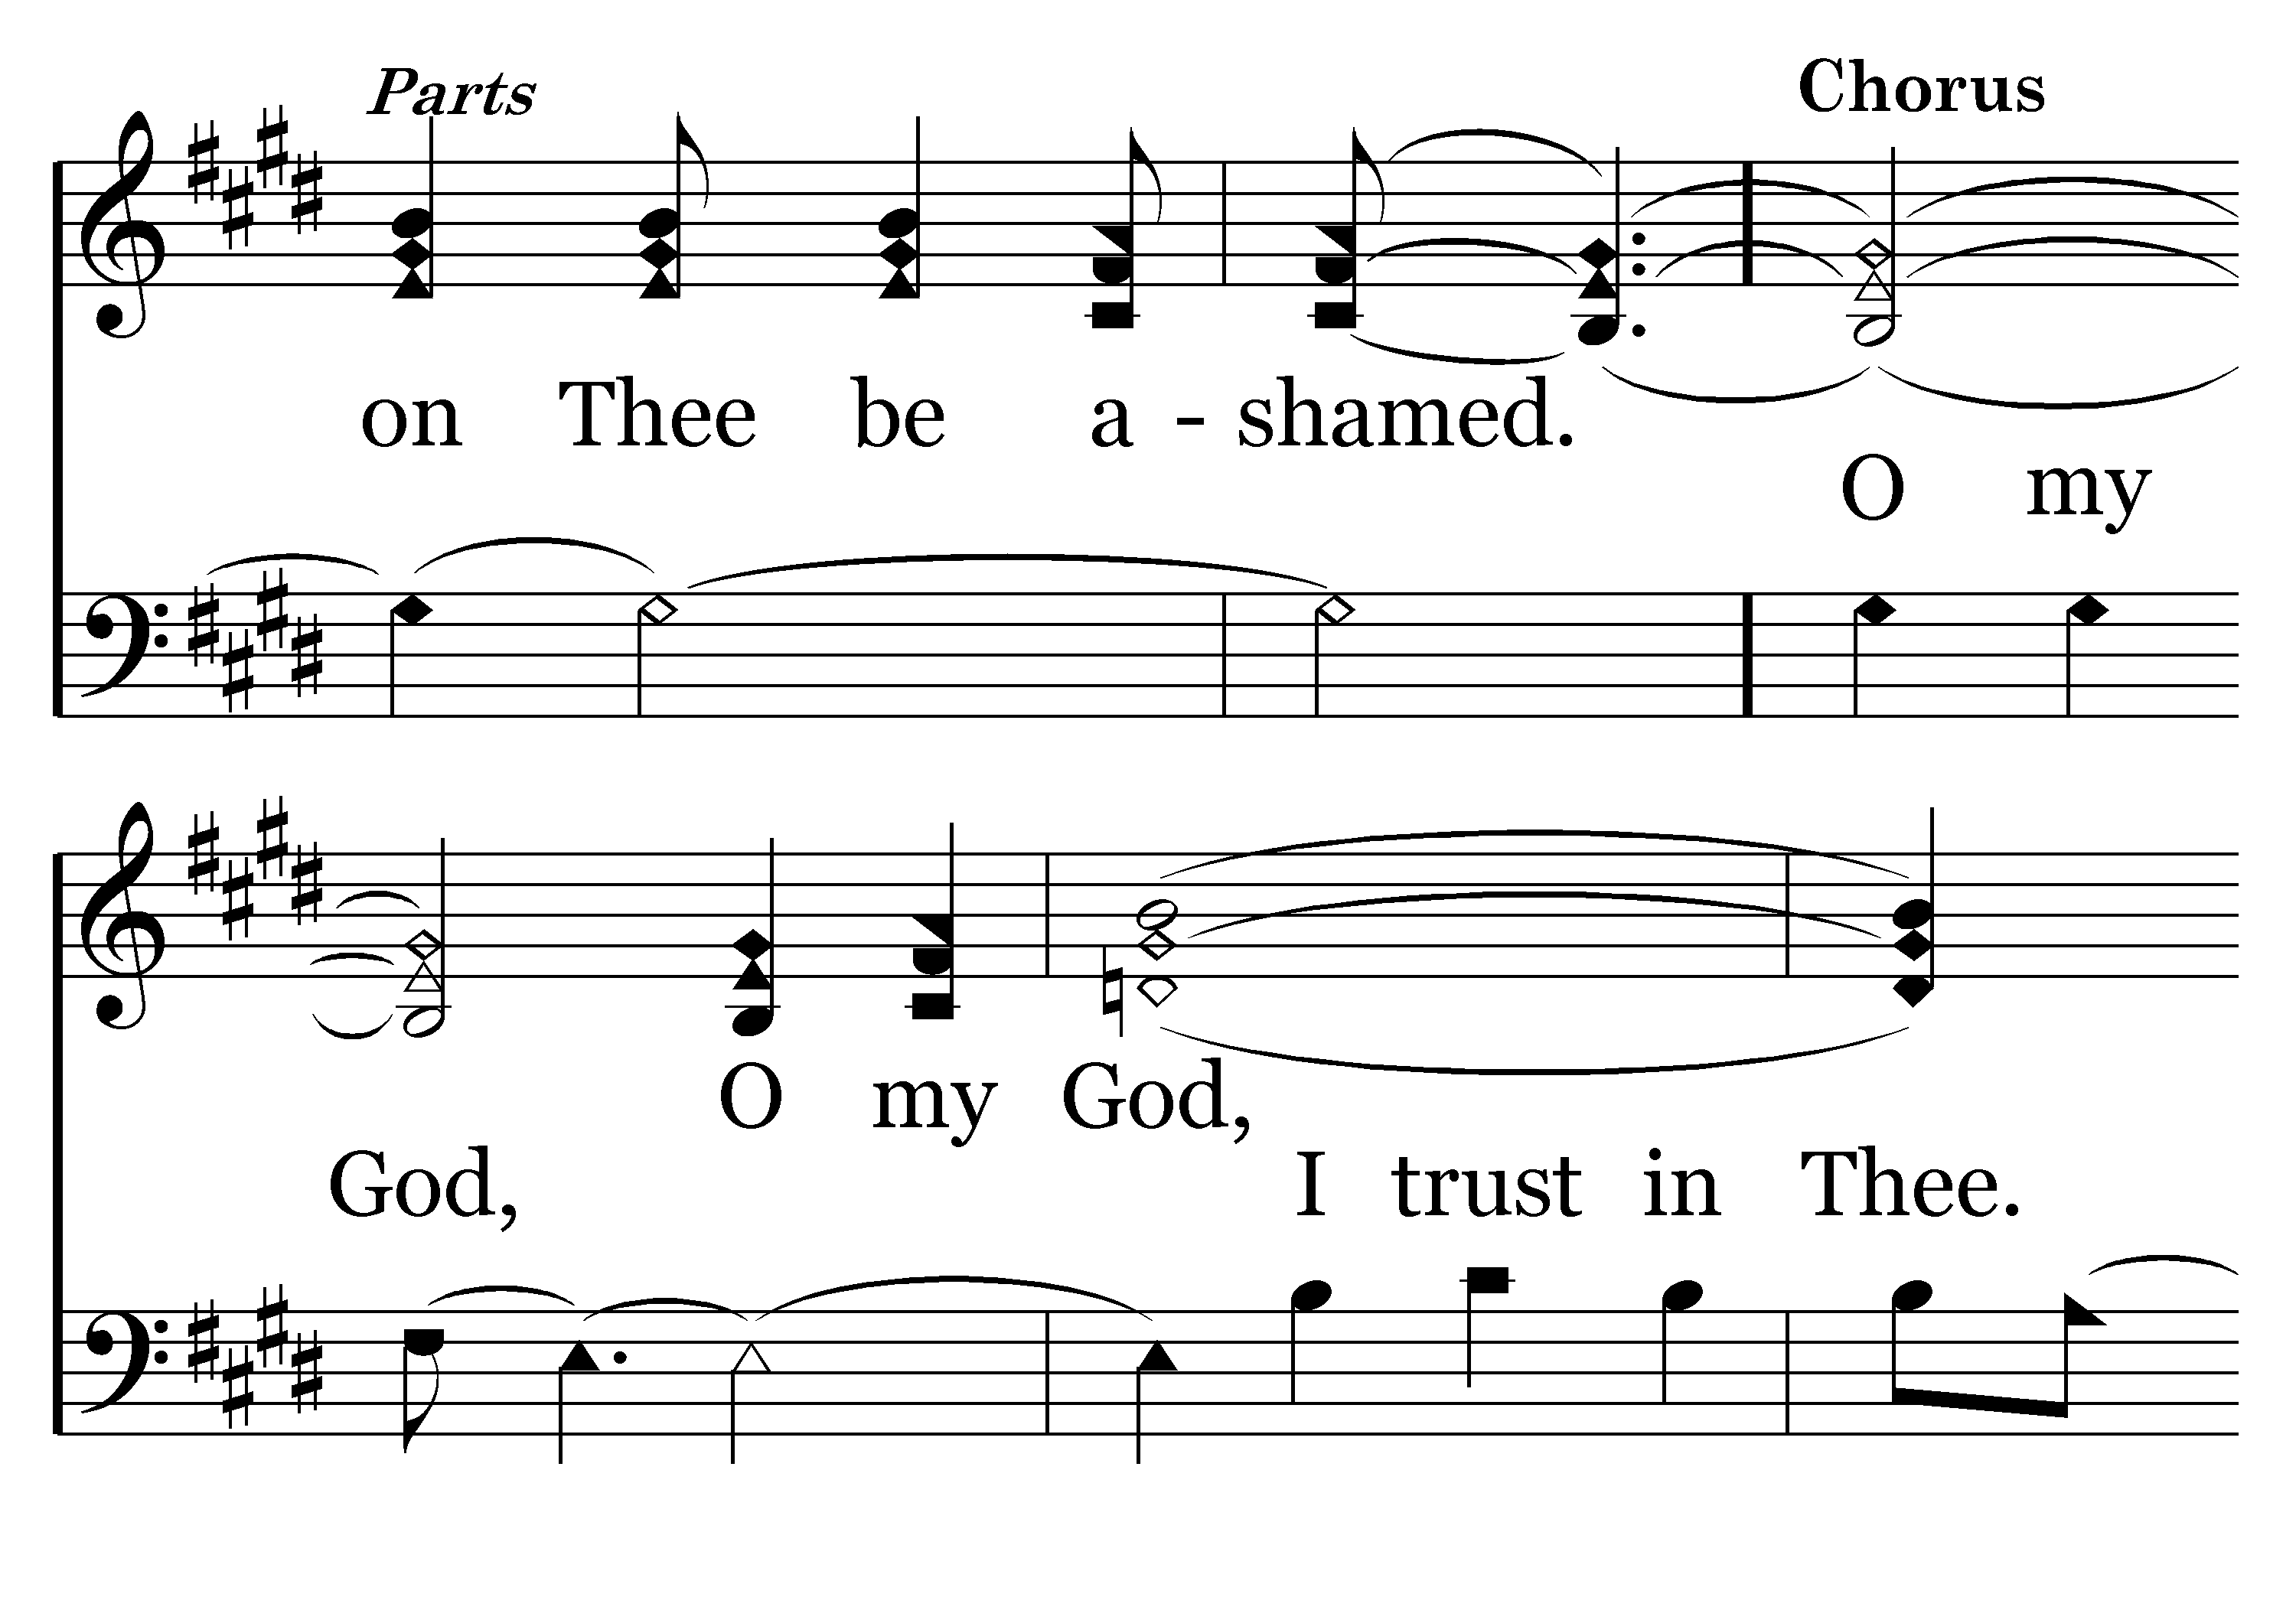 Parts Chorus
on Thee be a - shamed.
O my
O my God,
God, I trust in Thee.